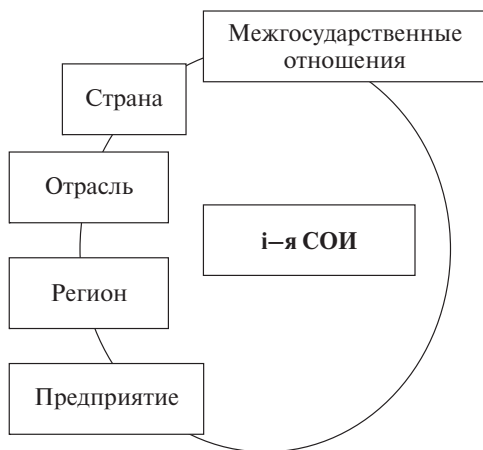 Межгосударственные
отношения
Страна
Отрасль
i–я СОИ
Регион
Предприятие